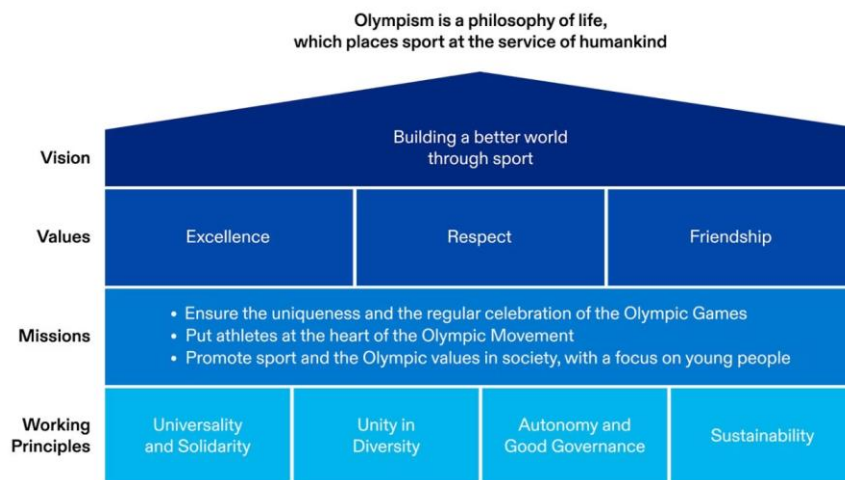 Olympism is a philosophy of life,
which places sport at the service of humankind
Vision
Building a better world
through sport
Values
Excellence
Respect
Friendship
Missions
• Ensure the uniqueness and the regular celebration of the Olympic Games
• Put athletes at the heart of the Olympic Movement
• Promote sport and the Olympic values in society, with a focus on young people
Working
Principles
Universality
and Solidarity
Unity in
Diversity
Autonomy and
Good Governance
Sustainability